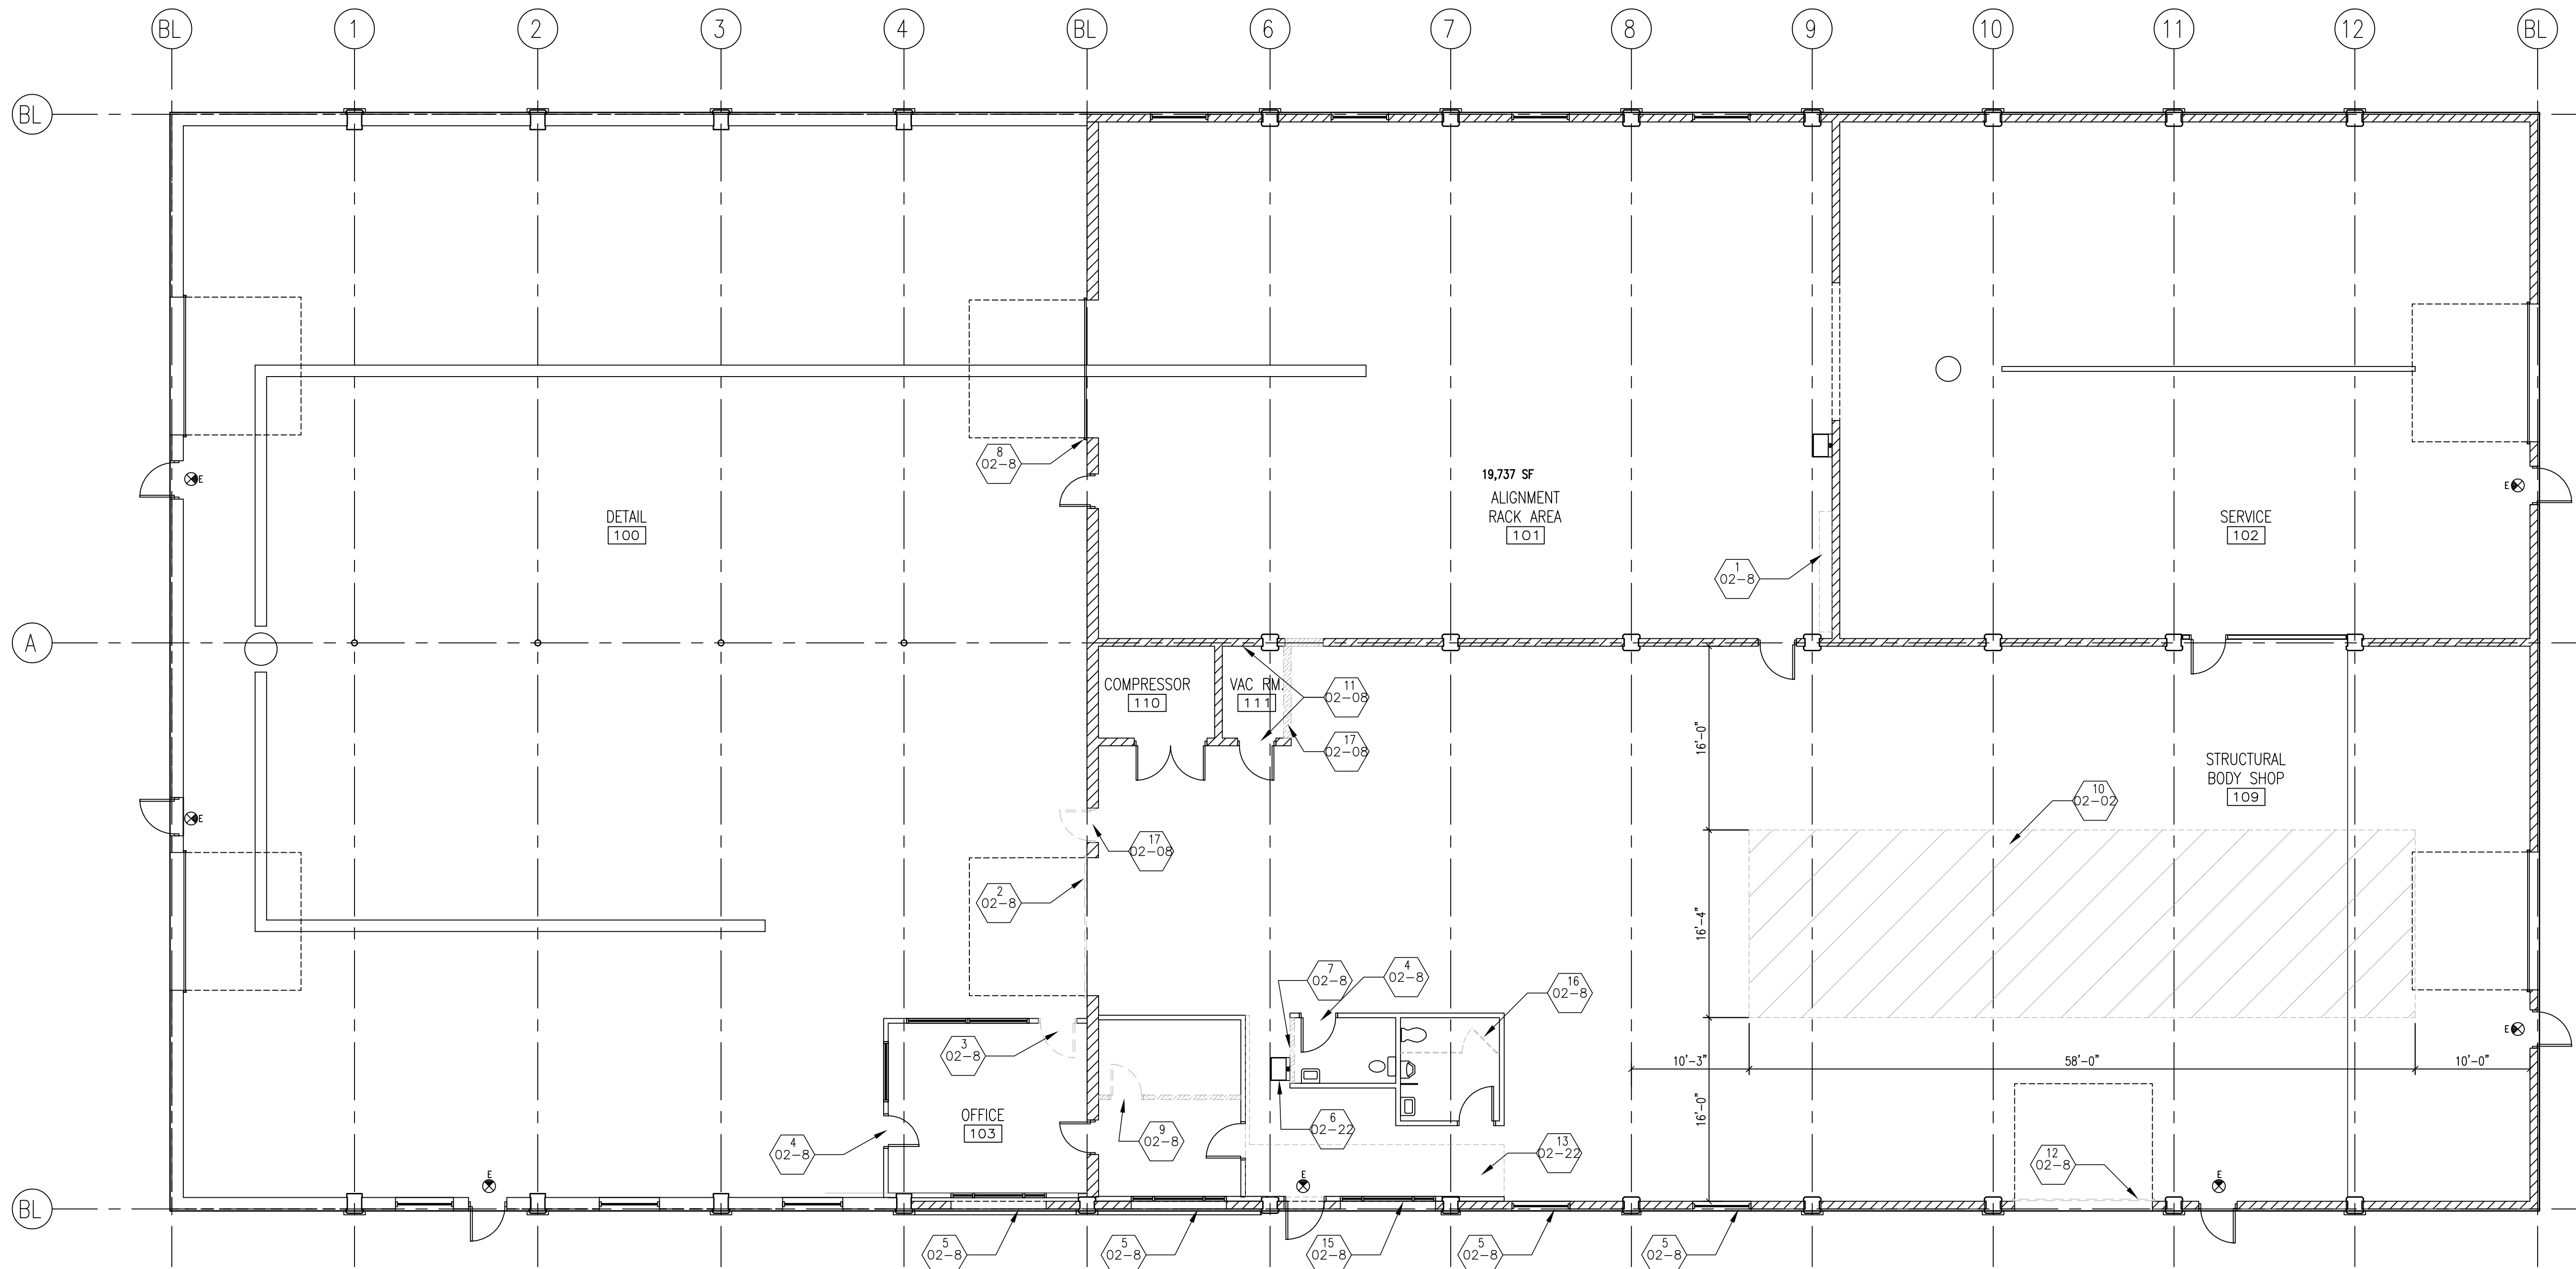 BL
1
2
3
4
BL
6
7
8
9
10
11
12
BL
BL
8
02-8
19,737 SF
ALIGNMENT
RACK AREA
101
E
E
DETAIL
100
SERVICE
102
1
02-8
A
COMPRESSOR
110
VAC RM.
111
11
02-08
17
02-08
16'-0"
STRUCTURAL
BODY SHOP
109
10
02-02
E
17
02-08
2
02-8
16'-4"
7
02-8
4
02-8
16
02-8
E
3
02-8
10'-3"
58'-0"
10'-0"
16'-0"
OFFICE
103
4
02-8
9
02-8
6
02-22
13
02-22
12
02-8
E
E
E
BL
5
02-8
5
02-8
15
02-8
5
02-8
5
02-8